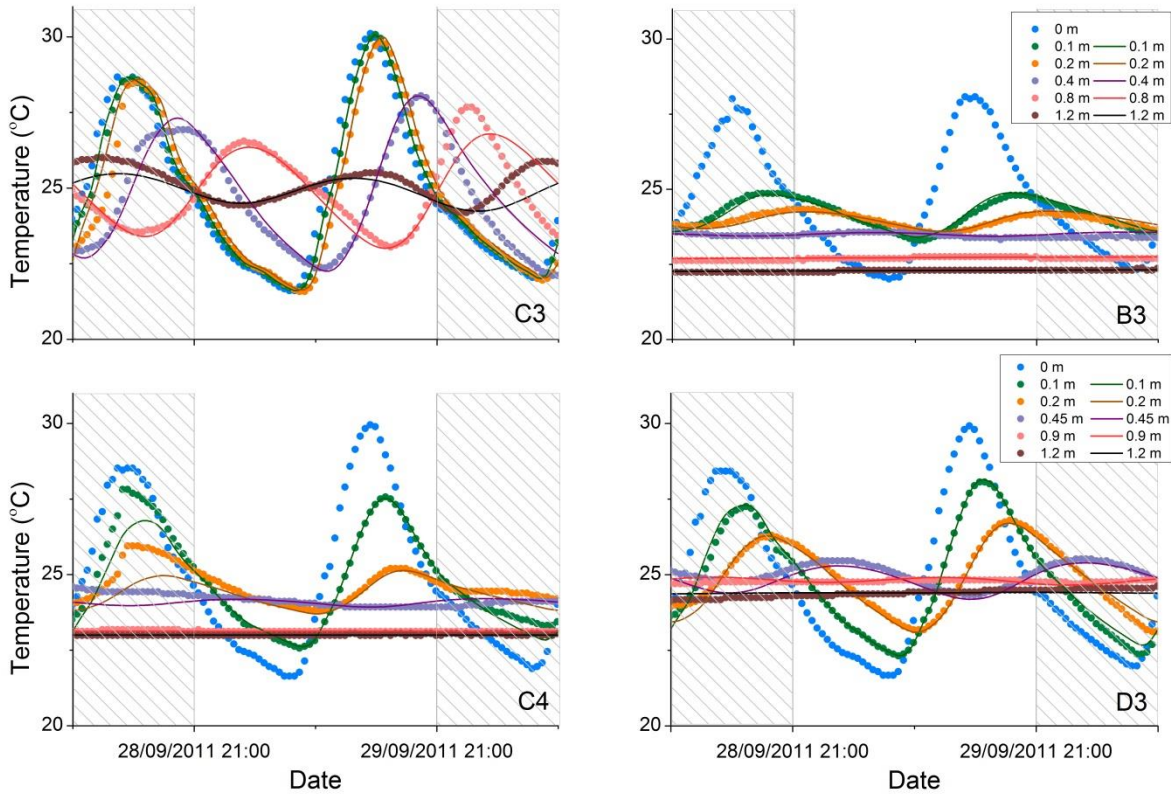 30
25
20
Temperature (°C)
C3
30
25
20
B3
0 m
0.1 m 0.1 m
0.2 m 0.2 m
0.4 m 0.4 m
0.8 m 0.8 m
1.2 m 1.2 m
30
25
20
Temperature (°C)
C4
28/09/2011 21:00 29/09/2011 21:00
Date
30
25
20
D3
0 m
0.1 m 0.1 m
0.2 m 0.2 m
0.45 m 0.45 m
0.9 m 0.9 m
1.2 m 1.2 m
28/09/2011 21:00 29/09/2011 21:00
Date